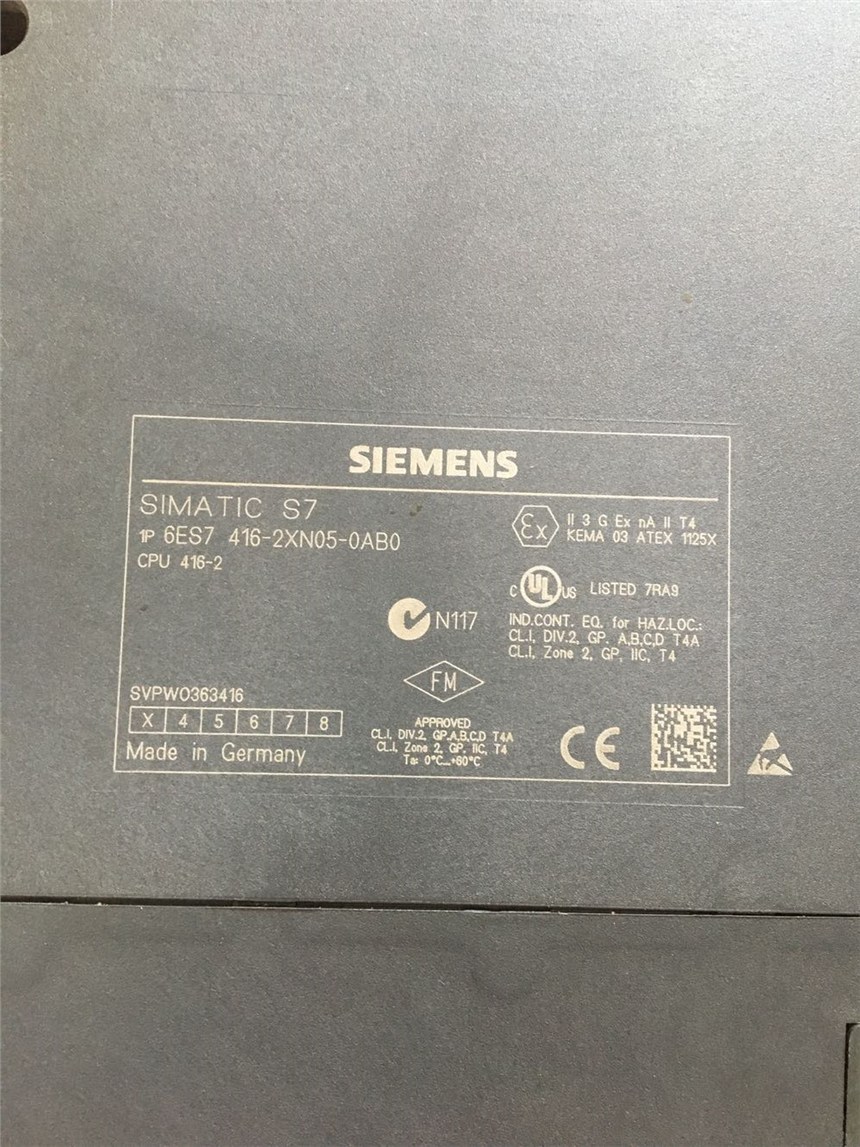 SIEMENS
SIMATIC S7
1P 6ES7 416-2XN05-0AB0
CPU 416-2
Ex
II 3 G Ex nA II T4
KEMA 03 ATEX 1125X
C UL US LISTED 7RA9
IND.CONT. EQ. for HAZ.LOC.:
CL.I, DIV.2, GP. A,B,C,D T4A
CL.I, Zone 2, GP, IIC, T4
N117
FM
APPROVED
CL.I, DIV.2, GP.A,B,C,D T4A
CL.I, Zone 2, GP. IIC, T4
Ta: 0°C...+60°C
SVPW0363416
X 4 5 6 7 8
Made in Germany
CE